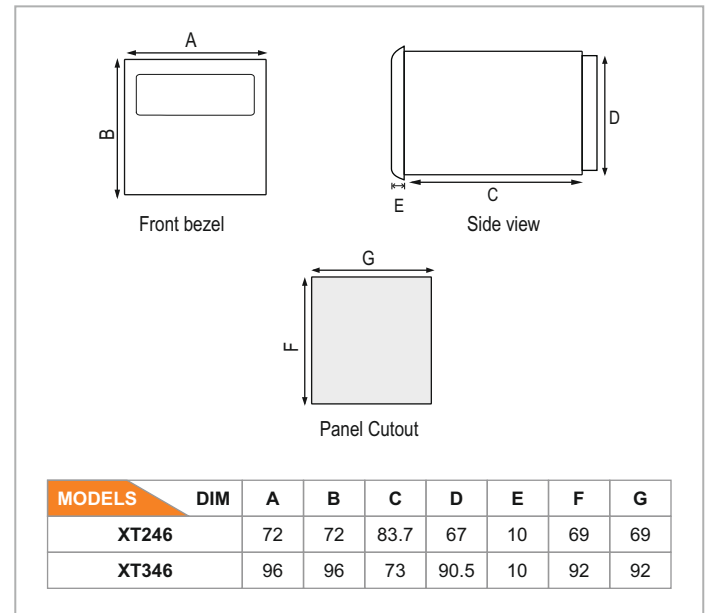 A
B
Front bezel
D
C
E
Side view
G
F
Panel Cutout
MODELS DIM A B C D E F G
XT246 72 72 83.7 67 10 69 69
XT346 96 96 73 90.5 10 92 92